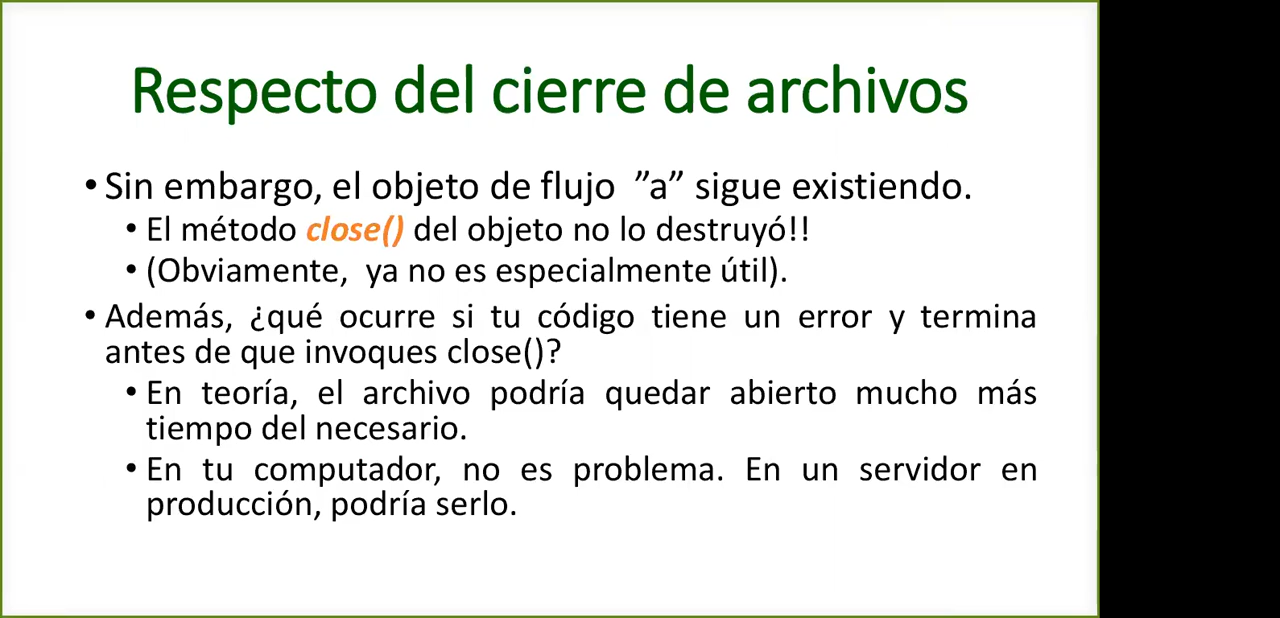 Respecto del cierre de archivos
• Sin embargo, el objeto de flujo ”a” sigue existiendo.
• El método close() del objeto no lo destruyó!!
• (Obviamente, ya no es especialmente útil).
• Además, ¿qué ocurre si tu código tiene un error y termina
antes de que invoques close()?
• En teoría, el archivo podría quedar abierto mucho más
tiempo del necesario.
• En tu computador, no es problema. En un servidor en
producción, podría serlo.